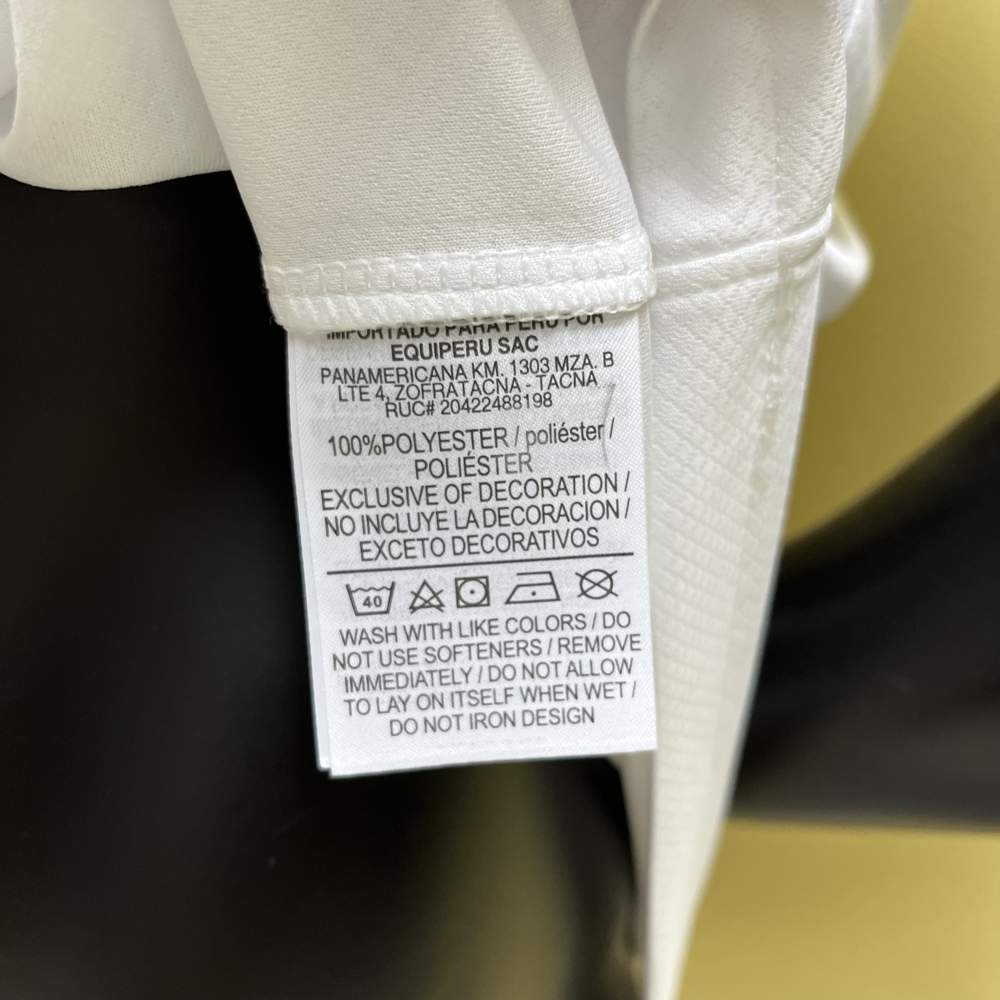 IMPORTADO PARA PERU POR
EQUIPERU SAC
PANAMERICANA KM. 1303 MZA. B
LTE 4, ZOFRATACNA - TACNA
RUC# 20422488198
100%POLYESTER / poliéster /
POLIÉSTER
EXCLUSIVE OF DECORATION /
NO INCLUYE LA DECORACION /
EXCETO DECORATIVOS
40
WASH WITH LIKE COLORS / DO
NOT USE SOFTENERS / REMOVE
IMMEDIATELY / DO NOT ALLOW
TO LAY ON ITSELF WHEN WET /
DO NOT IRON DESIGN